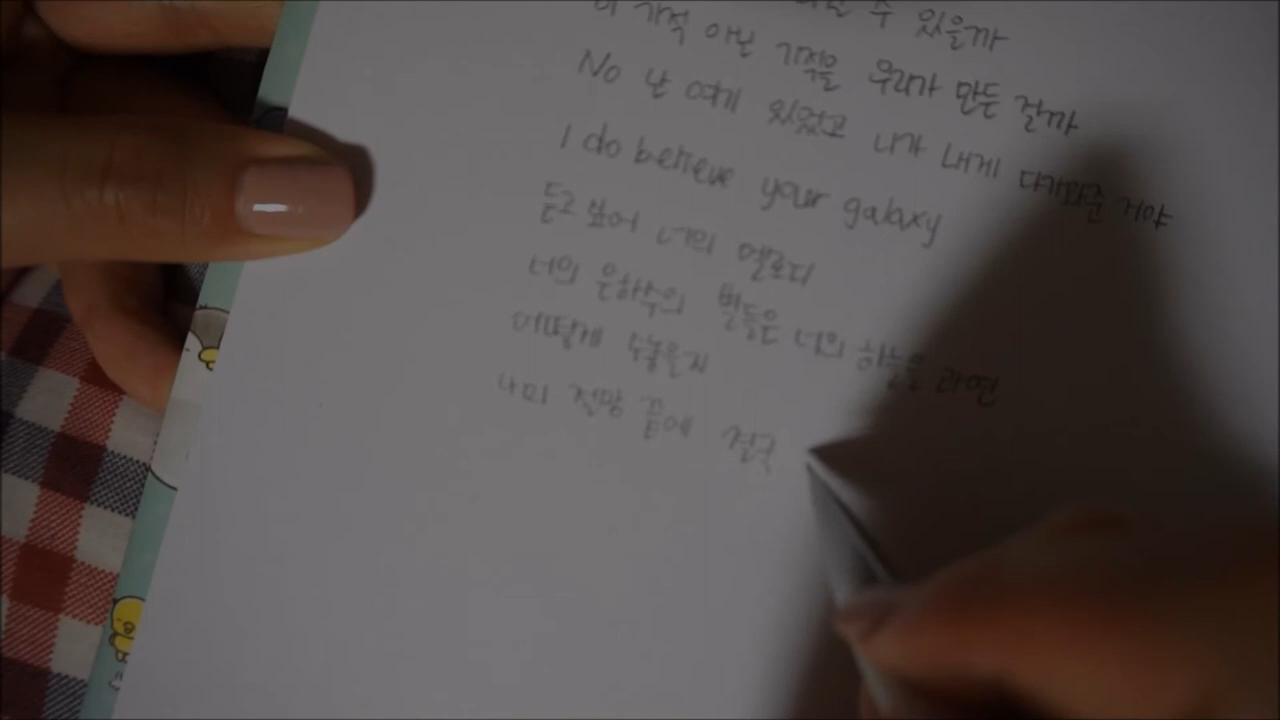 수 있을까
이 기적 아닌 기적을 우리가 만든 걸까
No 난 여기 있었고 니가 내게 다가와준 거야
I do believe your galaxy
듣고 싶어 너의 멜로디
너의 은하수의 별들은 너의 하늘을 과연
어떻게 수놓을지
나의 절망 끝에 결국